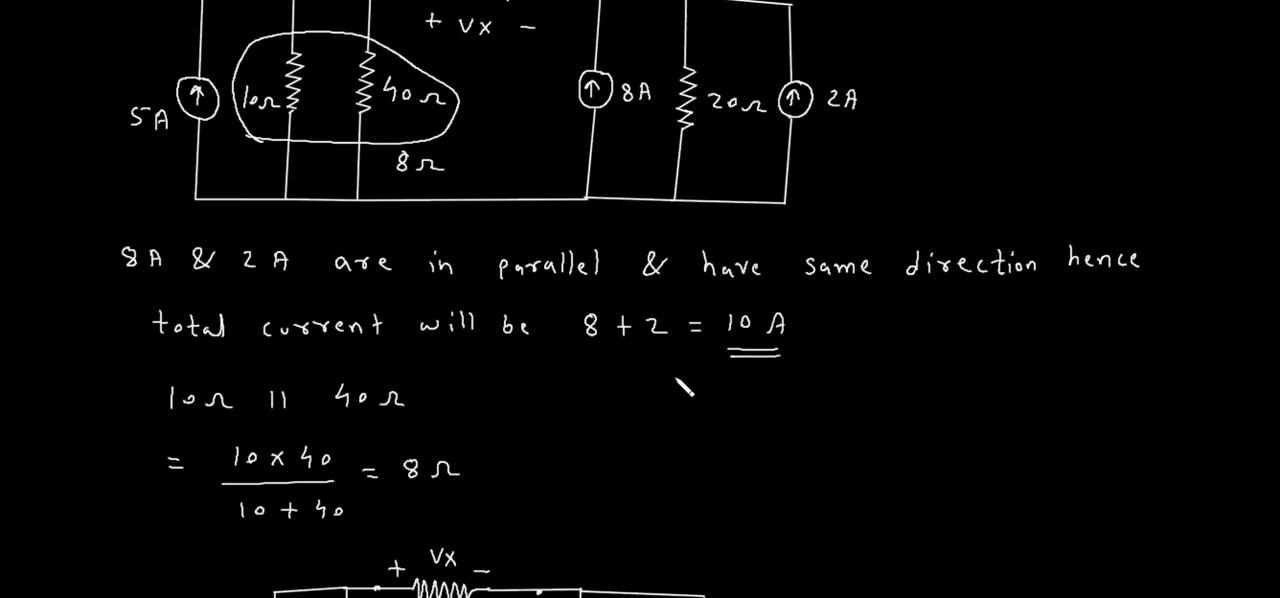 + Vx -
5A 10Ω 40Ω 8A 20Ω 2A
8Ω
8A & 2A are in parallel & have same direction hence
total current will be 8 + 2 = 10 A
10Ω || 40Ω
= 10 x 40 = 8Ω
10 + 40
+ Vx -